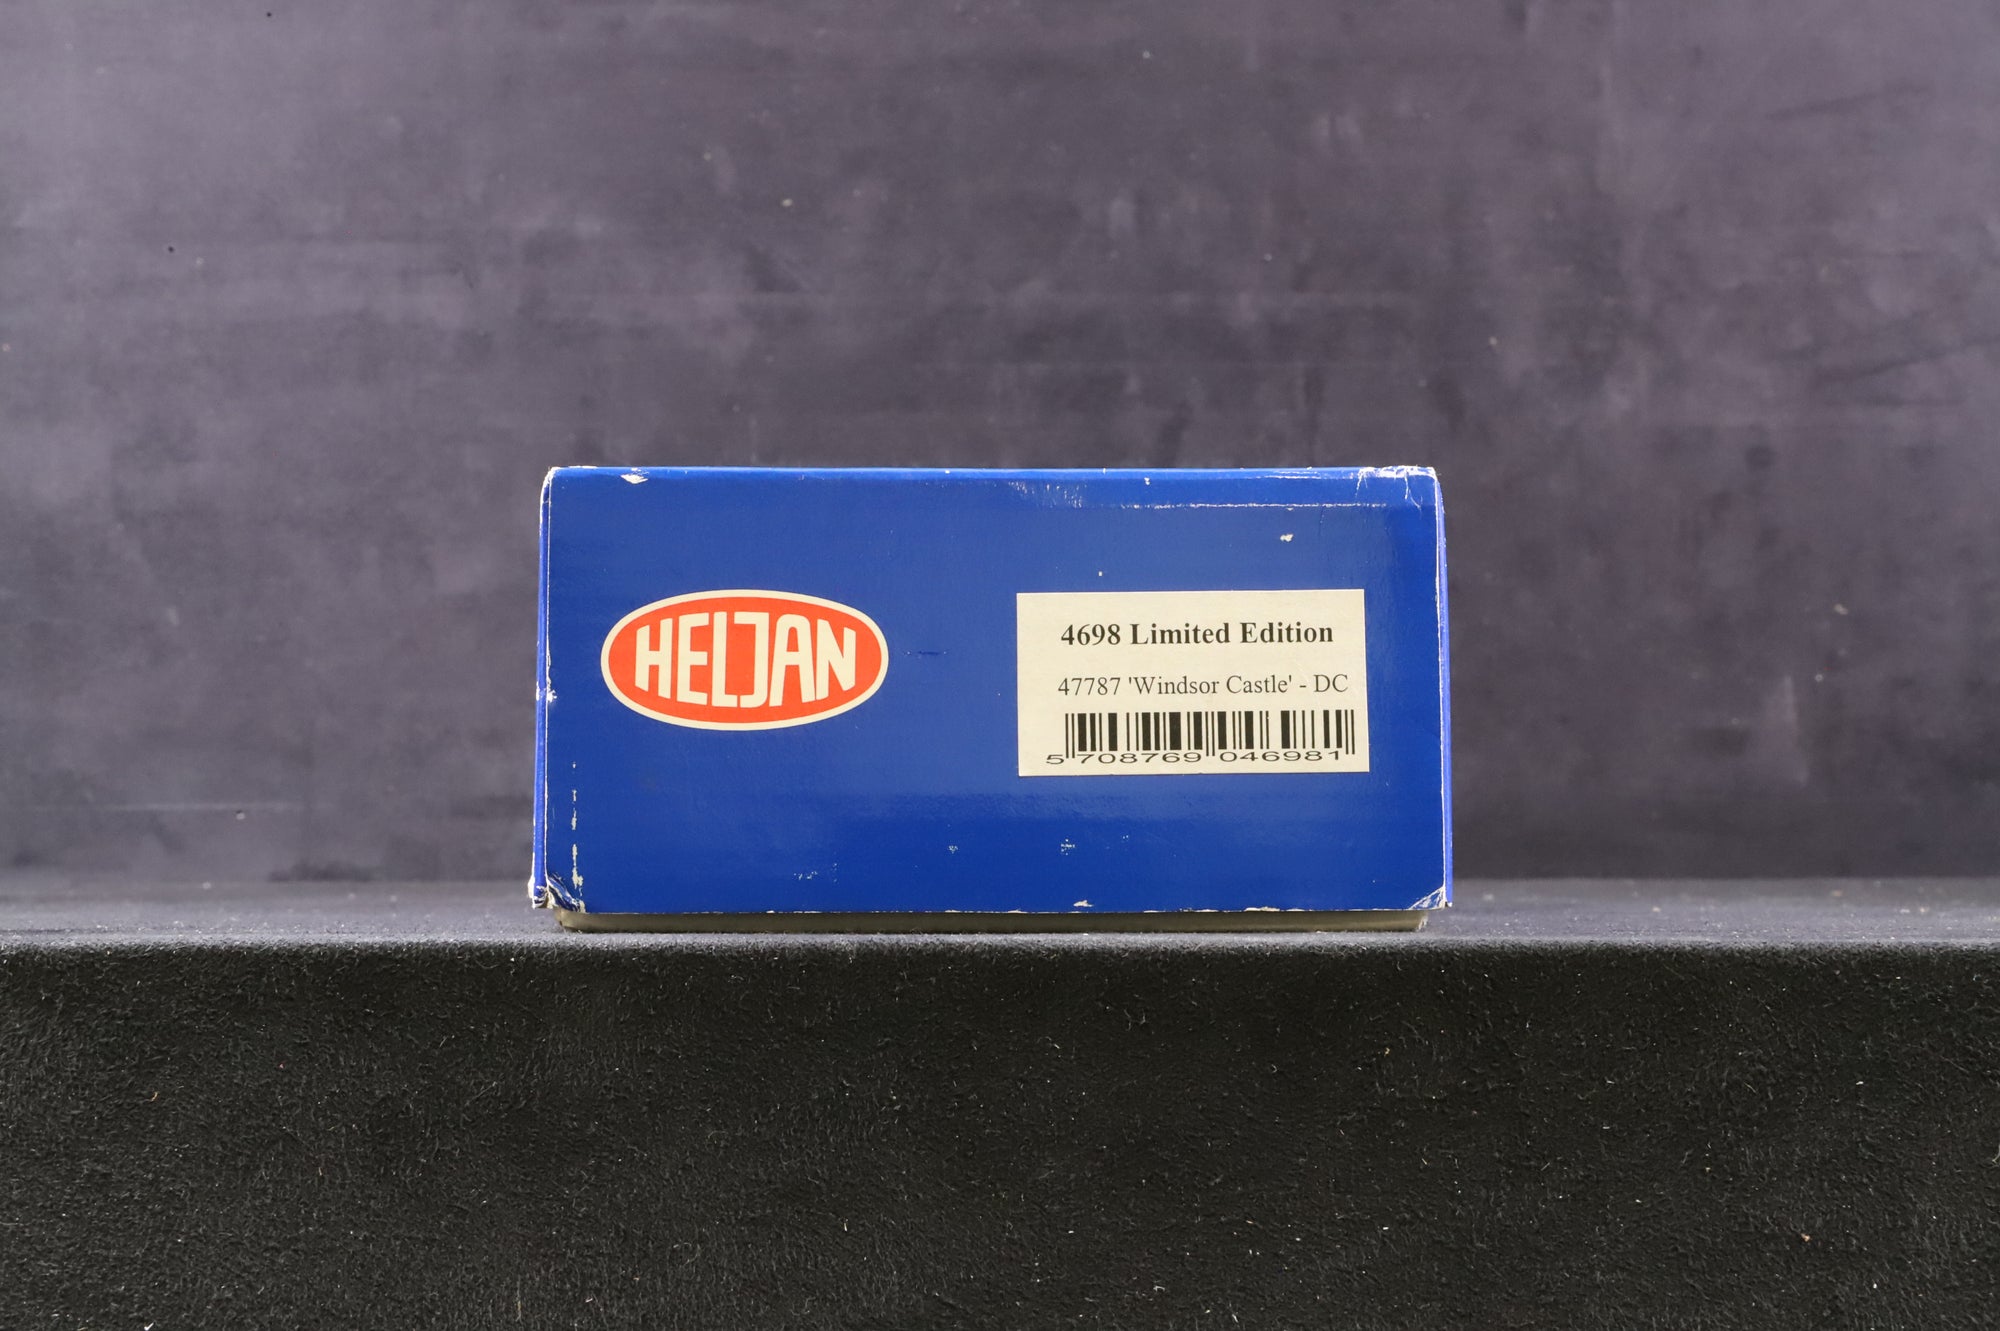 HELJAN
4698 Limited Edition
47787 'Windsor Castle' - DC
5 708769 046981